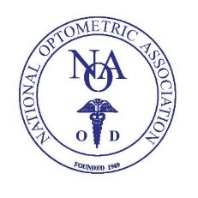 NATIONAL OPTOMETRIC ASSOCIATION
NOA
O D
FOUNDED 1969